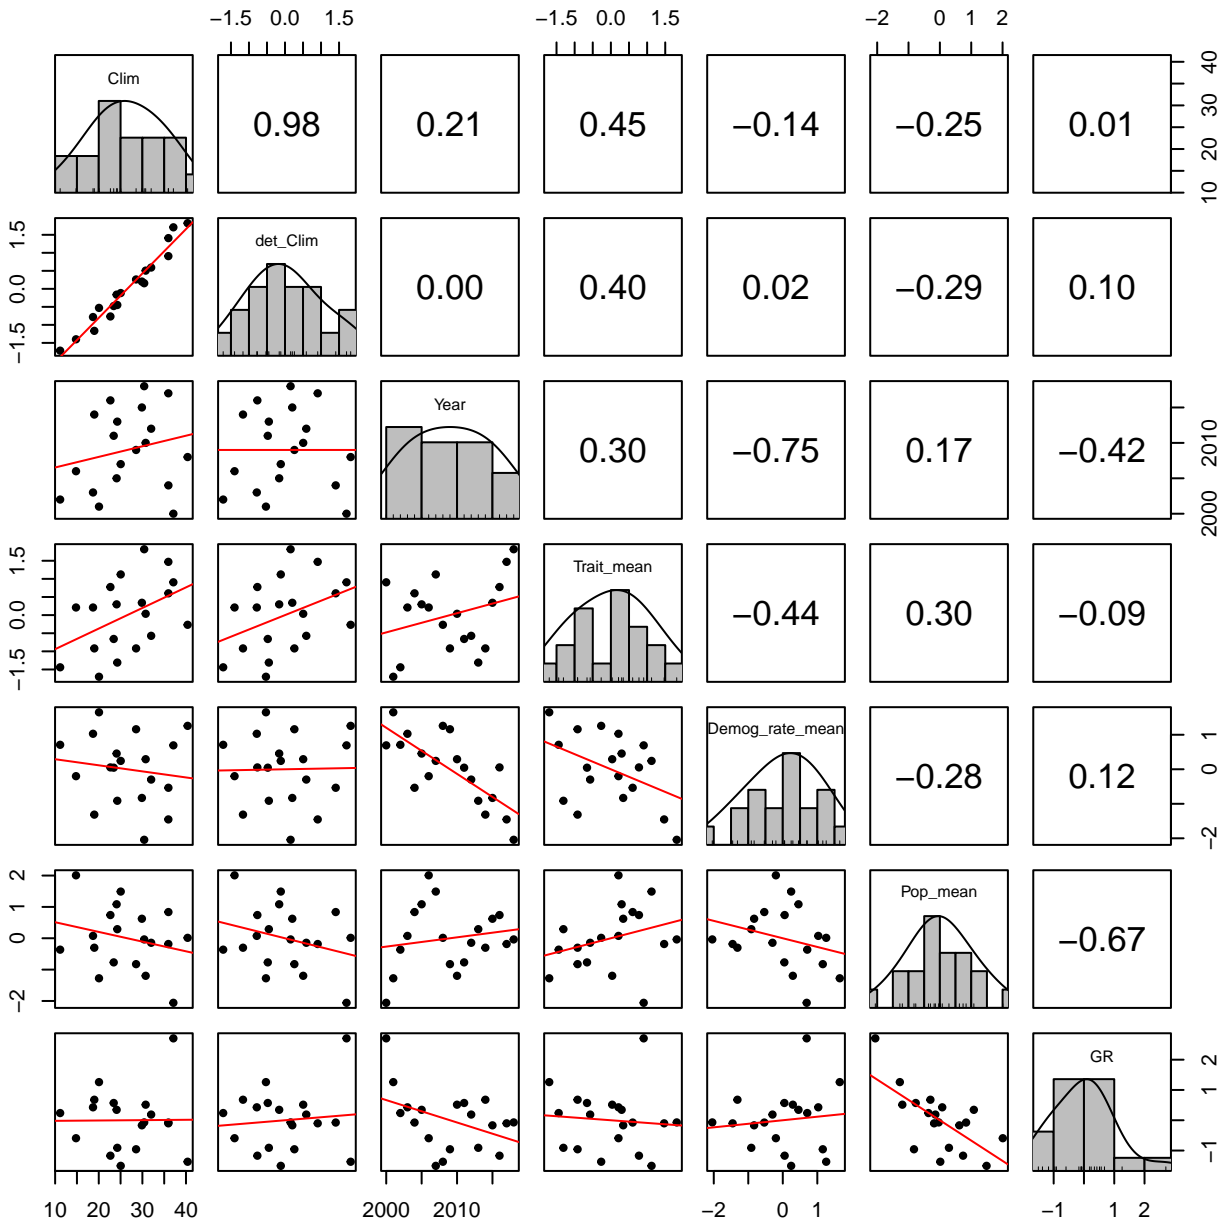 −1.5 0.0 1.5 −1.5 0.0 1.5 −2 0 2
Clim 0.98 0.21 0.45 −0.14 −0.25 0.01 10 20 30 40
−1.5 0.0 1.5 det_Clim 0.00 0.40 0.02 −0.29 0.10
Year 0.30 −0.75 0.17 −0.42 2000 2010
−1.5 0.0 1.5 Trait_mean −0.44 0.30 −0.09
Demog_rate_mean −0.28 0.12 −2 0 1
−2 0 1 2 Pop_mean −0.67
GR −1 1 2
10 20 30 40 2000 2010 −2 0 1 −1 1 2